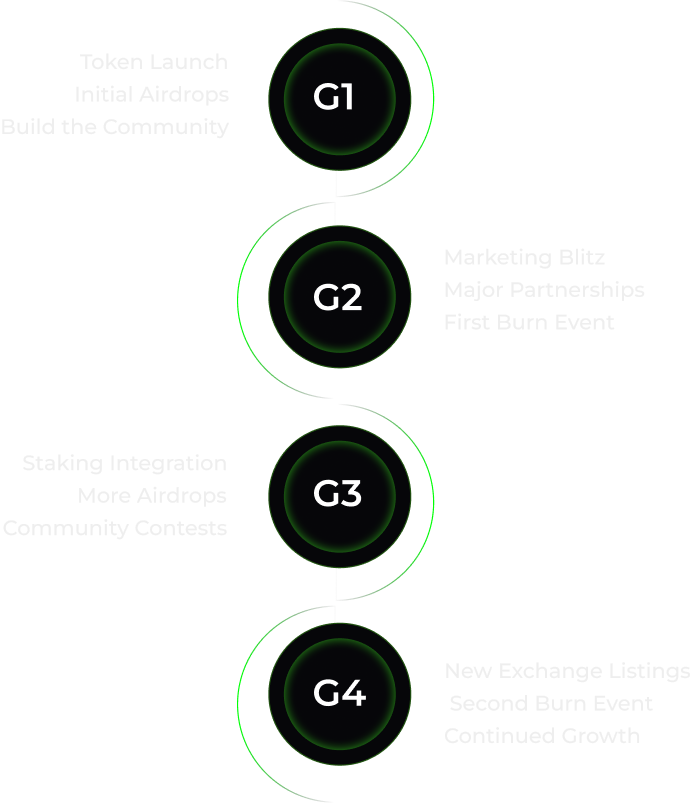 Token Launch
Initial Airdrops
Build the Community
G1
G2
Marketing Blitz
Major Partnerships
First Burn Event
Staking Integration
More Airdrops
Community Contests
G3
G4
New Exchange Listings
Second Burn Event
Continued Growth